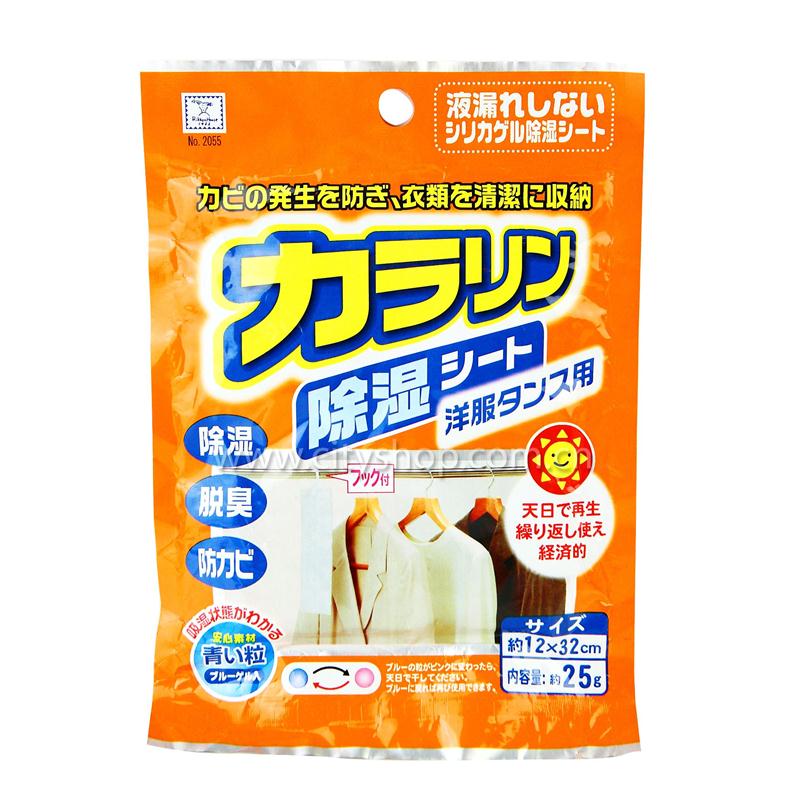 No. 2055
液漏れしない
シリカゲル除湿シート
カビの発生を防ぎ、衣類を清潔に収納
カラリン
除湿シート
洋服タンス用
除湿
脱臭
防カビ
www.cityshop.com.cn
フック付
天日で再生
繰り返し使え
経済的
吸湿状態がわかる
安心素材
青い粒
ブルーゲル入
ブルーの粒がピンクに変わったら、
天日で干してください。
ブルーに戻れば再び使用できます。
サイズ
約12×32cm
内容量:約25g